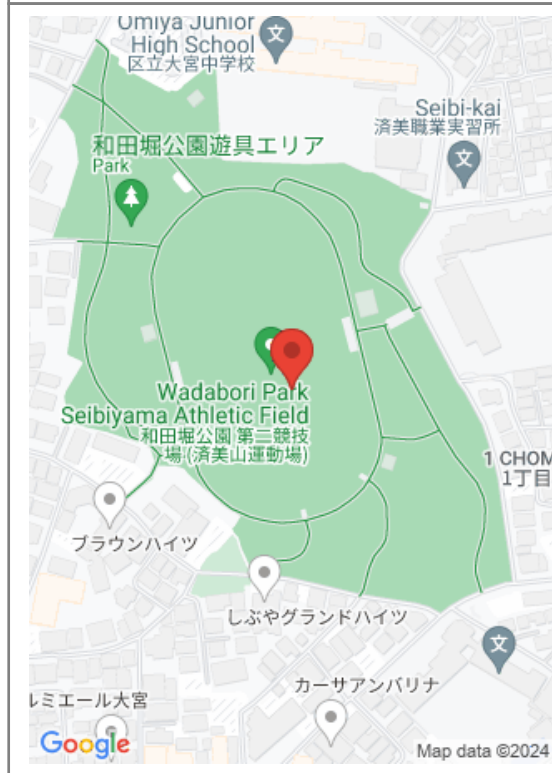 Omiya Junior
High School
区立大宮中学校
Seibi-kai
済美職業実習所
和田堀公園遊具エリア
Park
Wadabori Park
Seibiyama Athletic Field
和田堀公園 第二競技
場 (済美山運動場)
1 CHOM
1丁目
ブラウンハイツ
しぶやグランドハイツ
カーサアンバリナ
ルミエール大宮
Google
Map data ©2024
文
文
文